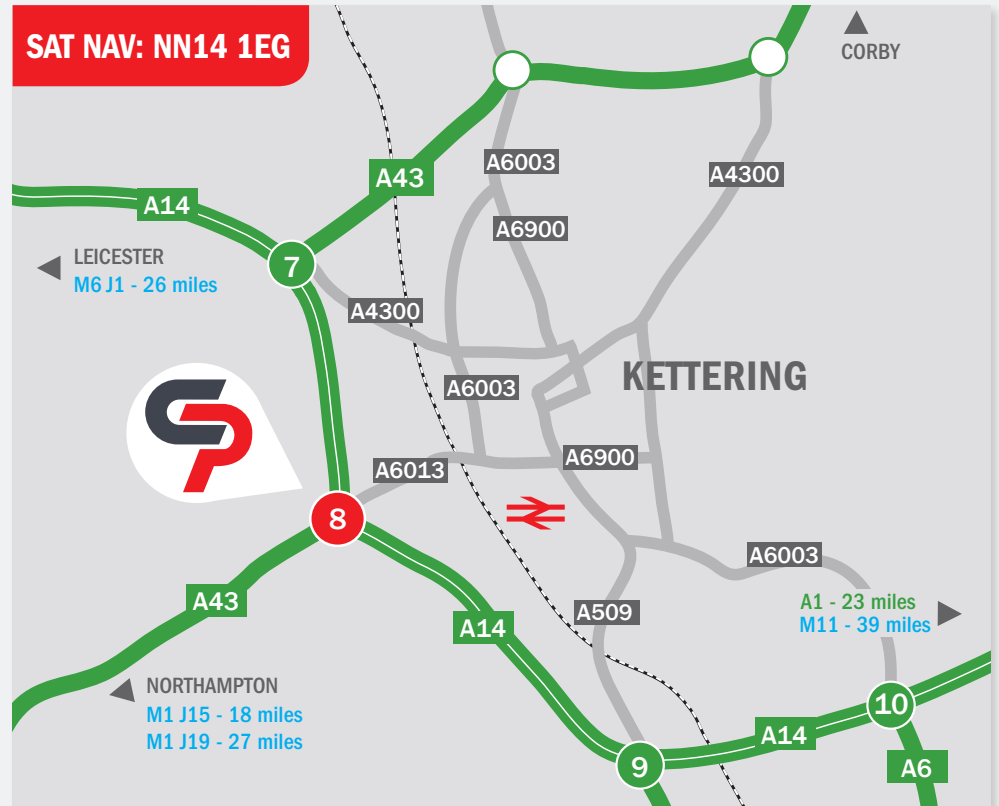 SAT NAV: NN14 1EG
CORBY
A6003
A43
A4300
A14
A6900
LEICESTER
M6 J1 - 26 miles
7
A4300
KETTERING
A6003
A6900
A6013
8
A6003
A43
A1 - 23 miles
M11 - 39 miles
A509
A14
NORTHAMPTON
M1 J15 - 18 miles
M1 J19 - 27 miles
10
A14
9
A6